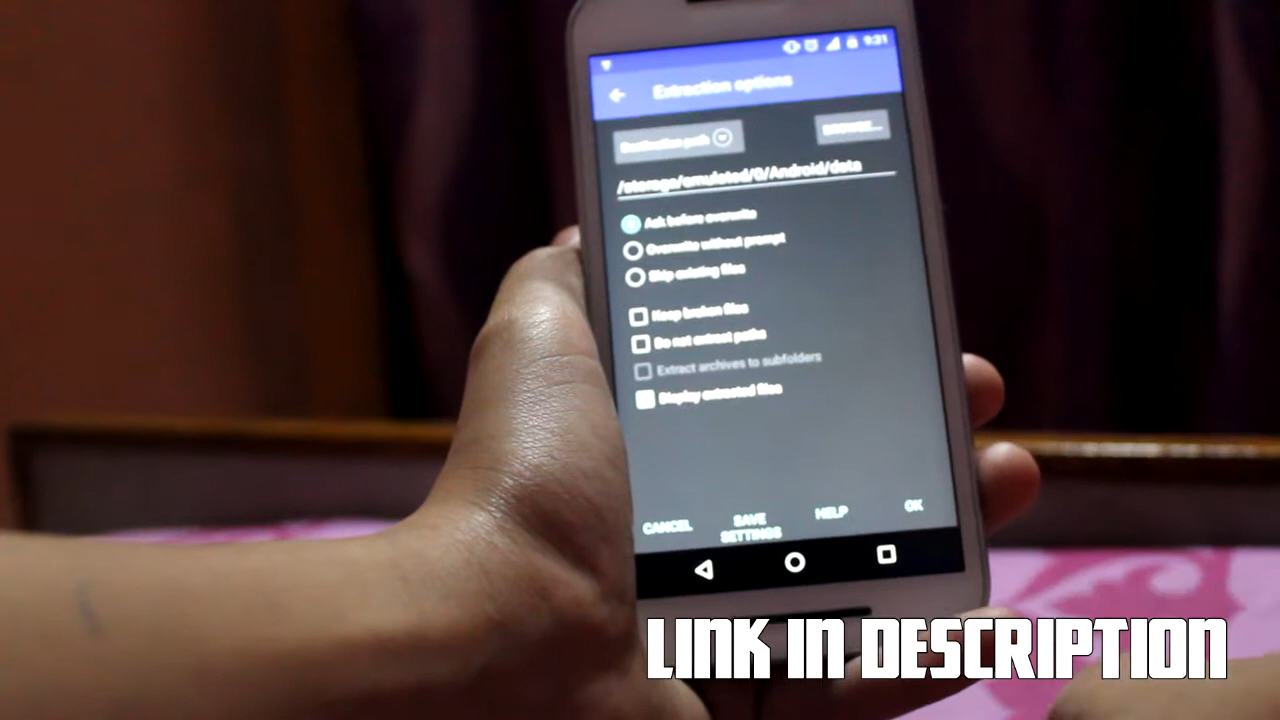 9:31
Extraction options
Destination path
BROWSE...
/storage/emulated/0/Android/data
Ask before overwrite
Overwrite without prompt
Skip existing files
Keep broken files
Do not extract paths
Extract archives to subfolders
Display extracted files
CANCEL
SAVE SETTINGS
HELP
OK
LINK IN DESCRIPTION